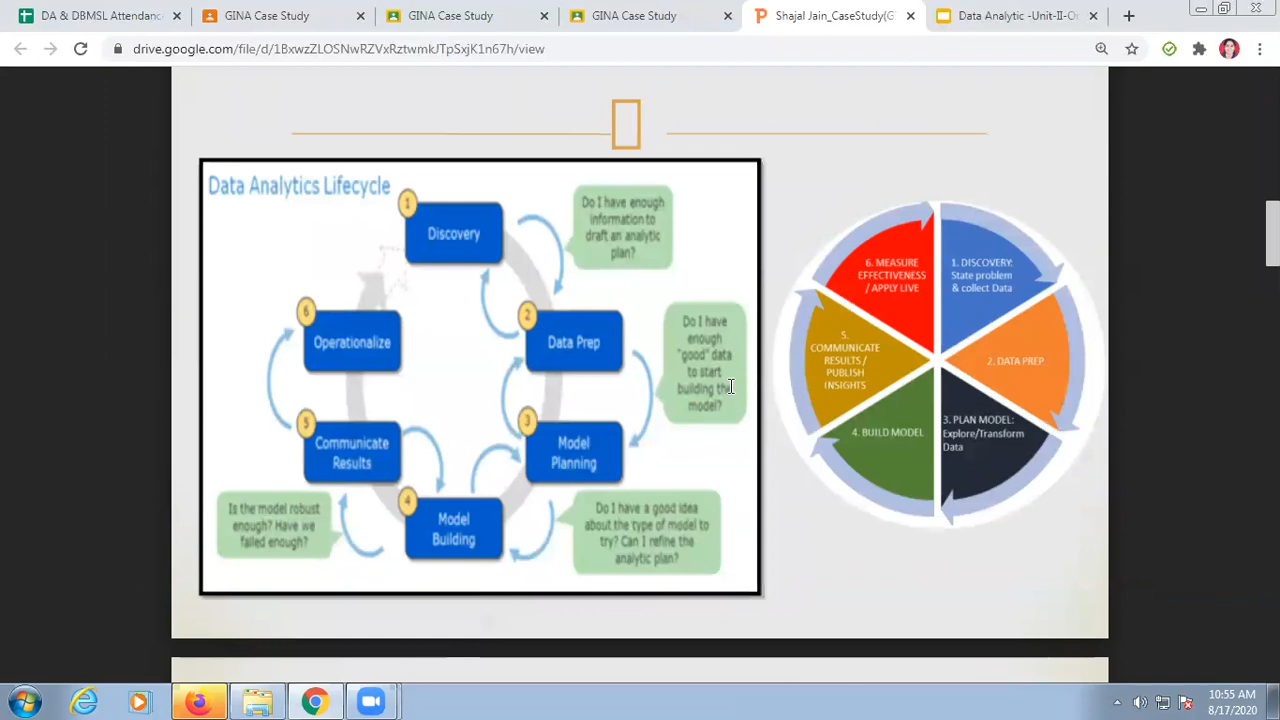 DA & DBMSL Attendanc
GINA Case Study
GINA Case Study
GINA Case Study
Shajal Jain_CaseStudy(G
Data Analytic -Unit-II-O
drive.google.com/file/d/1BxwzZLOSNwRZVxRztwmkJTpSxjK1n67h/view
Data Analytics Lifecycle
1
Discovery
Do I have enough
information to
draft an analytic
plan?
2
Data Prep
Do I have
enough
"good" data
to start
building the
model?
3
Model
Planning
Do I have a good idea
about the type of model to
try? Can I refine the
analytic plan?
4
Model
Building
Is the model robust
enough? Have we
failed enough?
5
Communicate
Results
6
Operationalize
1. DISCOVERY:
State problem
& collect Data
2. DATA PREP
3. PLAN MODEL:
Explore/Transform
Data
4. BUILD MODEL
5.
COMMUNICATE
RESULTS/
PUBLISH
INSIGHTS
6. MEASURE
EFFECTIVENESS
/ APPLY LIVE
10:55 AM
8/17/2020